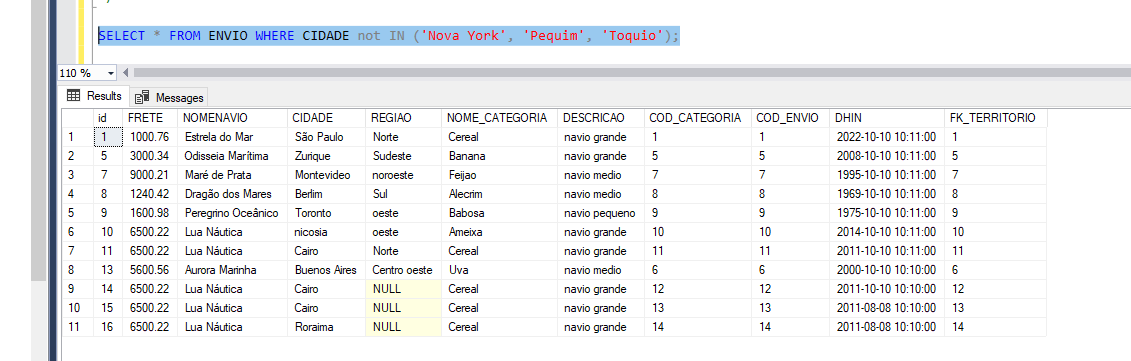 SELECT * FROM ENVIO WHERE CIDADE not IN ('Nova York', 'Pequim', 'Toquio');
110 %
Results Messages
id FRETE NOMENAVIO CIDADE REGIAO NOME_CATEGORIA DESCRICAO COD_CATEGORIA COD_ENVIO DHIN FK_TERRITORIO
1 1 1000.76 Estrela do Mar São Paulo Norte Cereal navio grande 1 1 2022-10-10 10:11:00 1
2 5 3000.34 Odisseia Marítima Zurique Sudeste Banana navio grande 5 5 2008-10-10 10:11:00 5
3 7 9000.21 Maré de Prata Montevideo noroeste Feijao navio medio 7 7 1995-10-10 10:11:00 7
4 8 1240.42 Dragão dos Mares Berlim Sul Alecrim navio grande 8 8 1969-10-10 10:11:00 8
5 9 1600.98 Peregrino Oceânico Toronto oeste Babosa navio pequeno 9 9 1975-10-10 10:11:00 9
6 10 6500.22 Lua Náutica nicosia oeste Ameixa navio grande 10 10 2014-10-10 10:11:00 10
7 11 6500.22 Lua Náutica Cairo Norte Cereal navio grande 11 11 2011-10-10 10:11:00 11
8 13 5600.56 Aurora Marinha Buenos Aires Centro oeste Uva navio medio 6 6 2000-10-10 10:10:00 6
9 14 6500.22 Lua Náutica Cairo NULL Cereal navio grande 12 12 2011-10-10 10:10:00 12
10 15 6500.22 Lua Náutica Cairo NULL Cereal navio grande 13 13 2011-08-08 10:10:00 13
11 16 6500.22 Lua Náutica Roraima NULL Cereal navio grande 14 14 2011-08-08 10:10:00 14